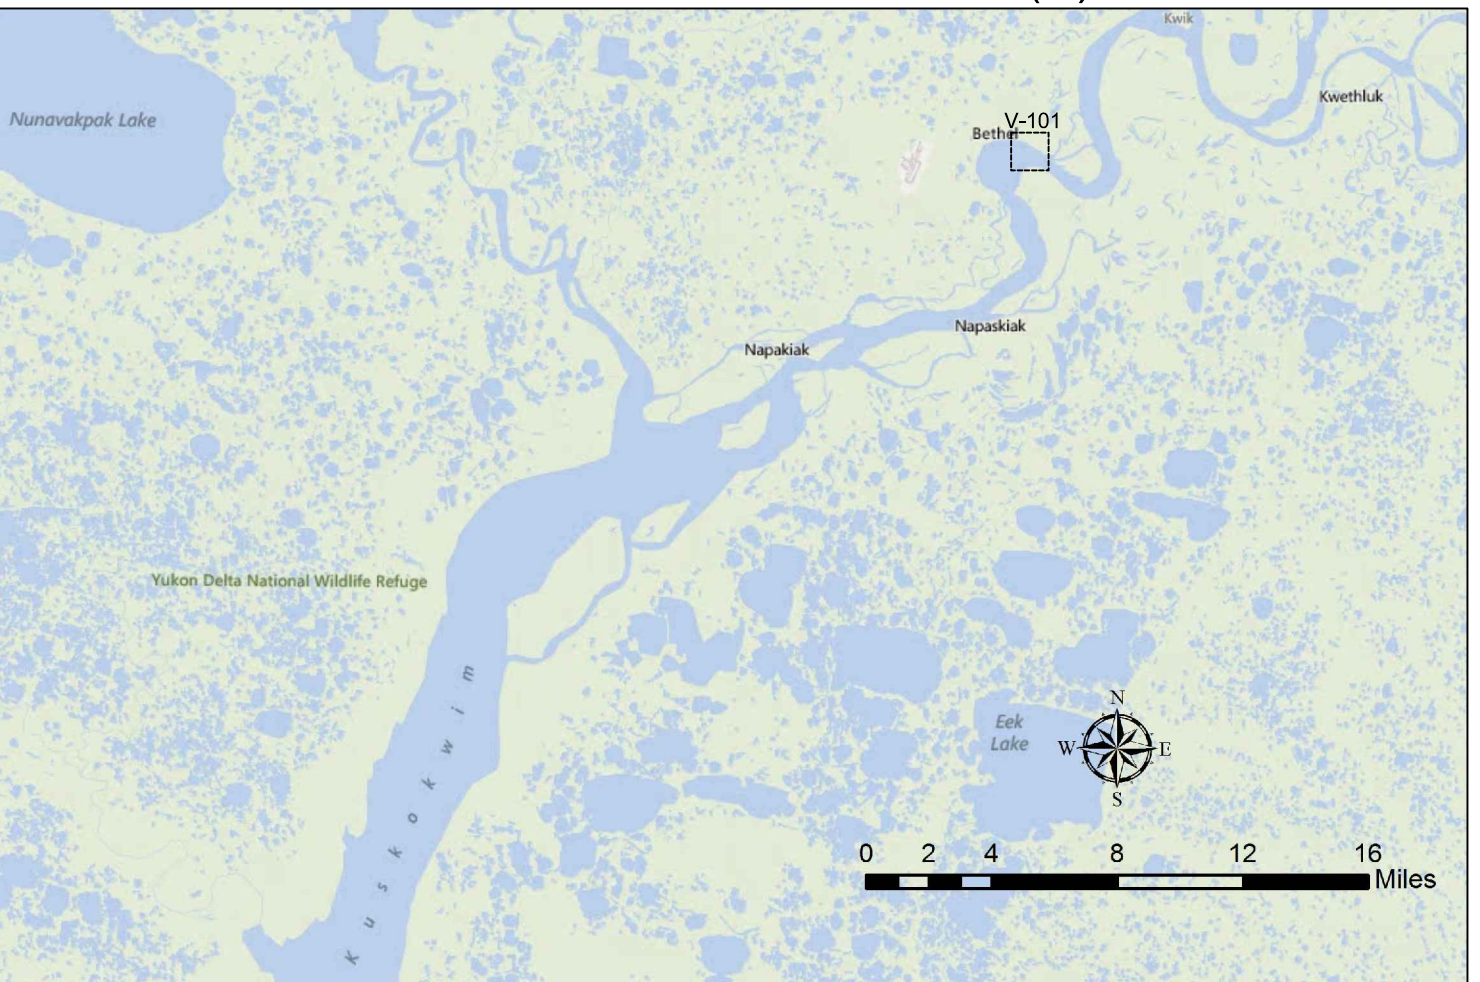 Kwik
Kwethluk
Nunavakpak Lake
V-101
Bethel
Napaskiak
Napakiak
Yukon Delta National Wildlife Refuge
Kuskokwim
Eek
Lake
N
W E
S
0 2 4 8 12 16
Miles